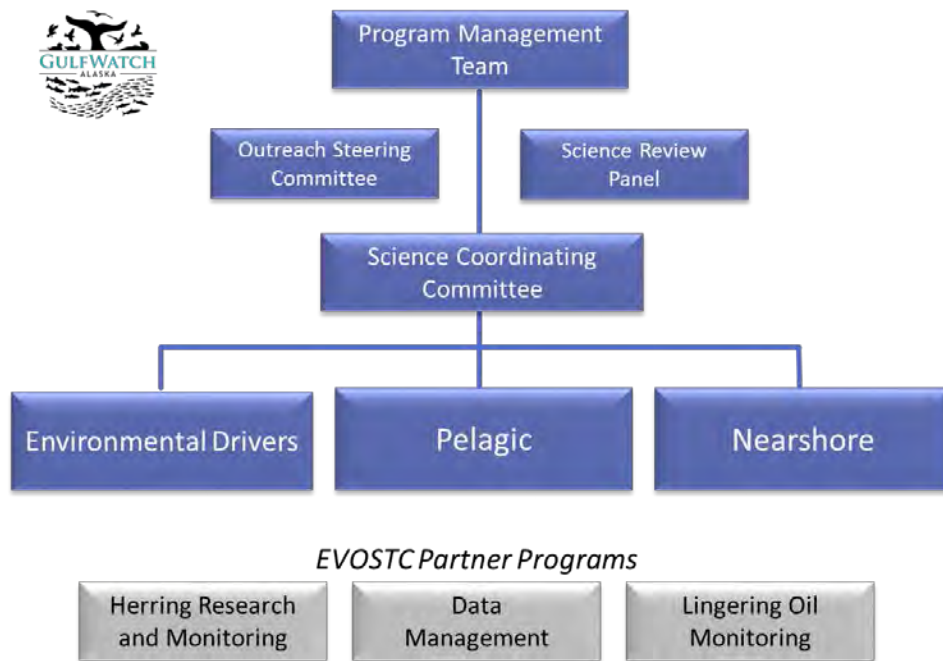 GULFWATCH
ALASKA
Program Management
Team
Outreach Steering
Committee
Science Review
Panel
Science Coordinating
Committee
Environmental Drivers
Pelagic
Nearshore
EVOSTC Partner Programs
Herring Research
and Monitoring
Data
Management
Lingering Oil
Monitoring